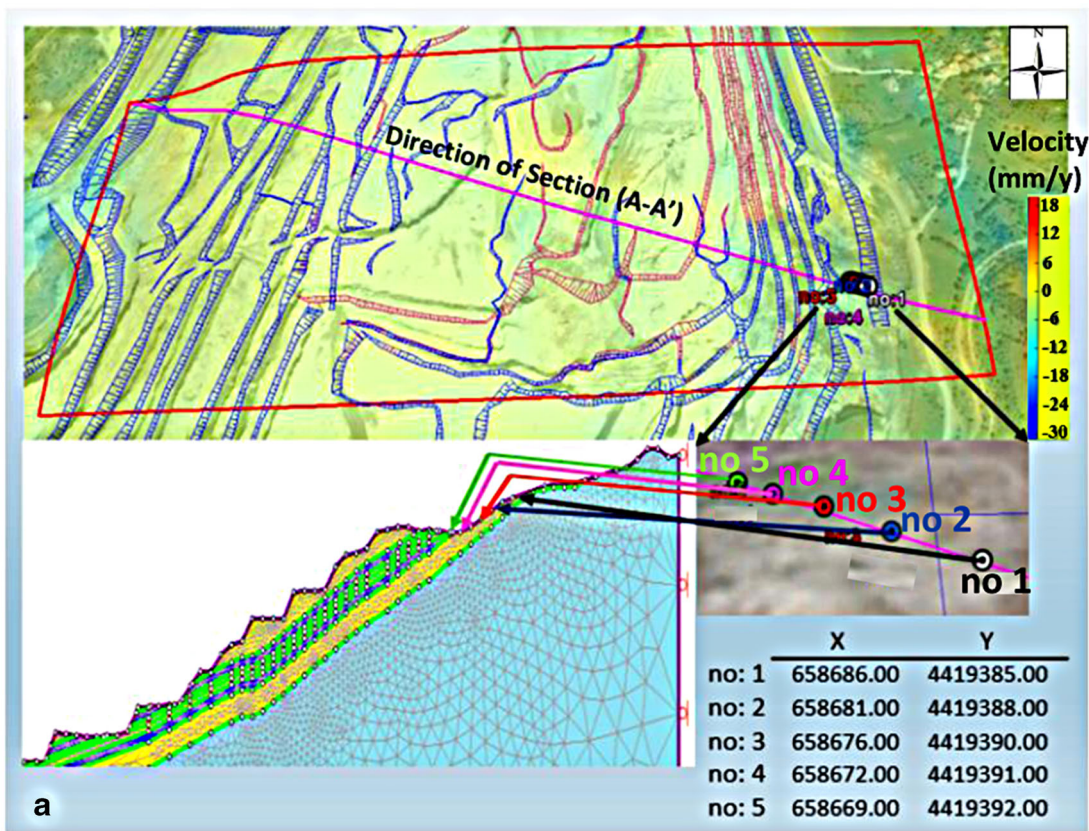 N
Direction of Section (A-A')
Velocity
(mm/y)
18
12
6
0
-6
-12
-18
-24
-30
no:5
no-1
no:4
no 5
no 4
no 3
no 2
no 1
X Y
no: 1 658686.00 4419385.00
no: 2 658681.00 4419388.00
no: 3 658676.00 4419390.00
no: 4 658672.00 4419391.00
no: 5 658669.00 4419392.00
a